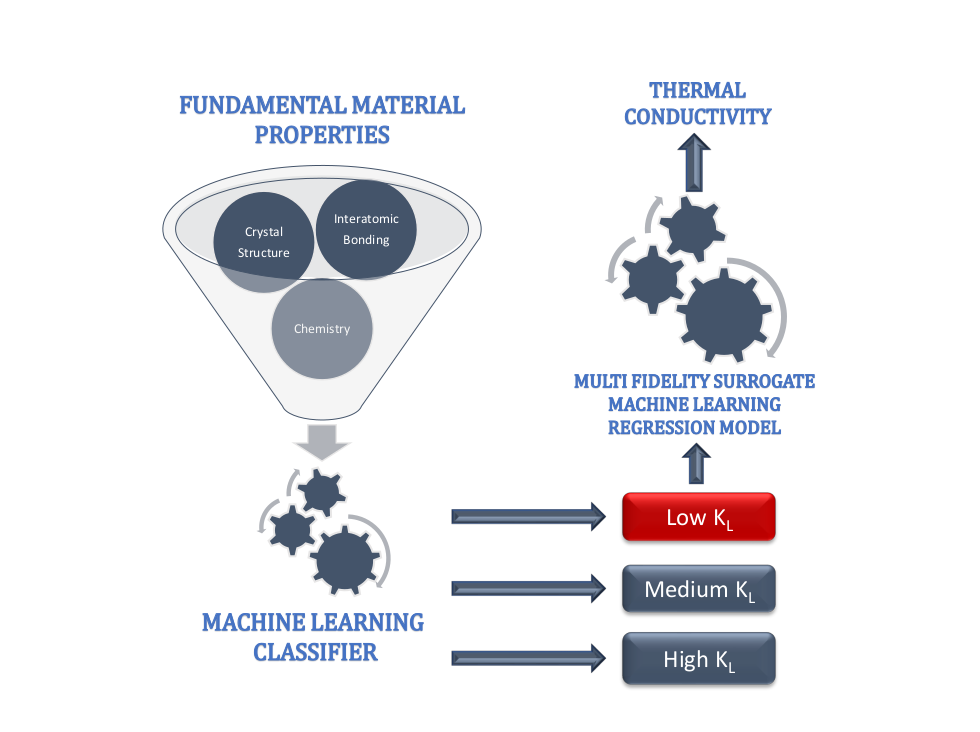 FUNDAMENTAL MATERIAL
PROPERTIES
Crystal
Structure
Interatomic
Bonding
Chemistry
MACHINE LEARNING
CLASSIFIER
Low K_L
Medium K_L
High K_L
MULTI FIDELITY SURROGATE
MACHINE LEARNING
REGRESSION MODEL
THERMAL
CONDUCTIVITY